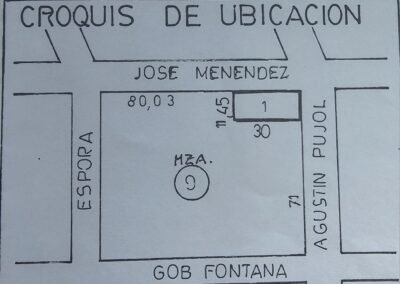 CROQUIS DE UBICACION
JOSE MENENDEZ
80,03
11,45
1
30
ESPORA
MZA.
9
71
AGUSTIN PUJOL
GOB FONTANA